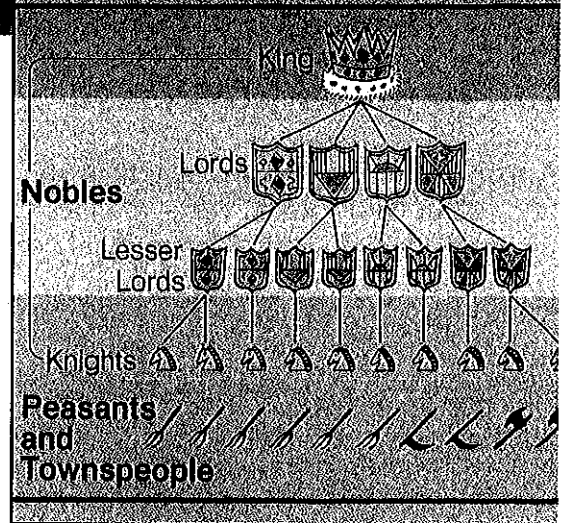 King
Lords
Nobles
Lesser
Lords
Knights
Peasants
and
Townspeople